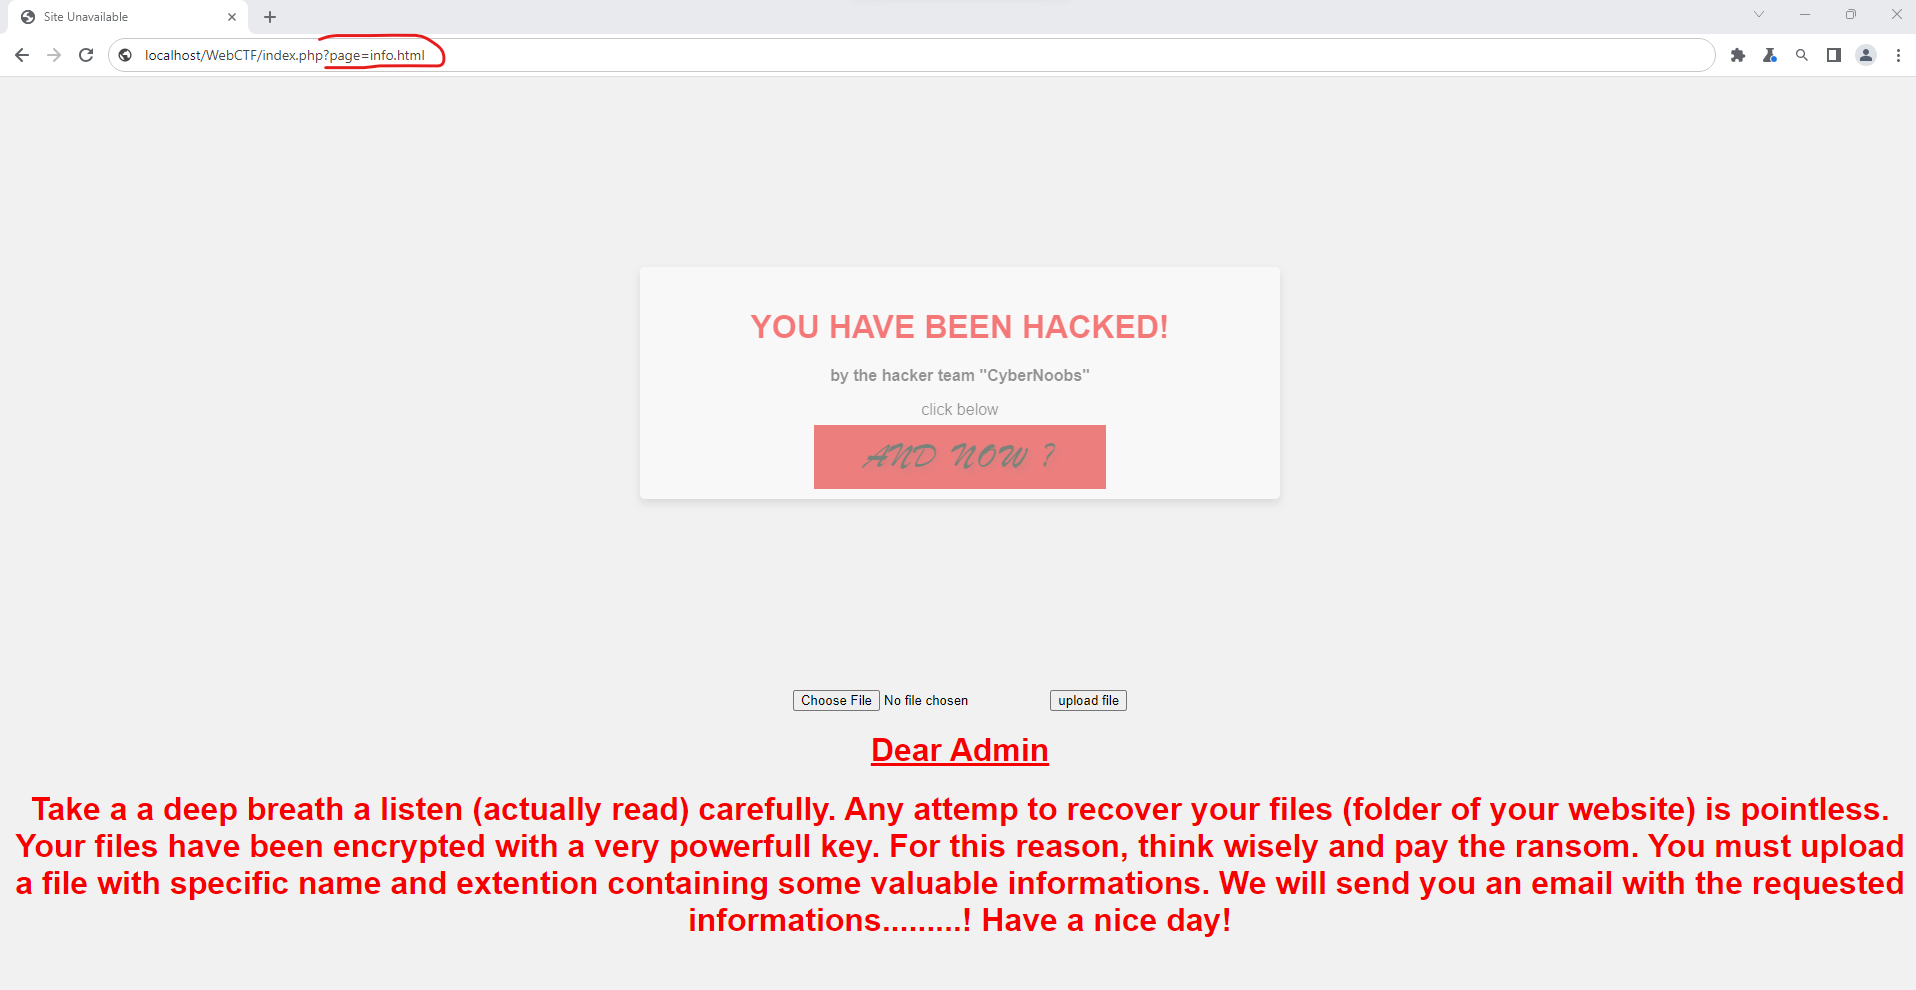 Site Unavailable
localhost/WebCTF/index.php?page=info.html
YOU HAVE BEEN HACKED!
by the hacker team "CyberNoobs"
click below
AND NOW ?
Choose File No file chosen upload file
Dear Admin
Take a a deep breath a listen (actually read) carefully. Any attemp to recover your files (folder of your website) is pointless.
Your files have been encrypted with a very powerfull key. For this reason, think wisely and pay the ransom. You must upload
a file with specific name and extention containing some valuable informations. We will send you an email with the requested
informations.........! Have a nice day!